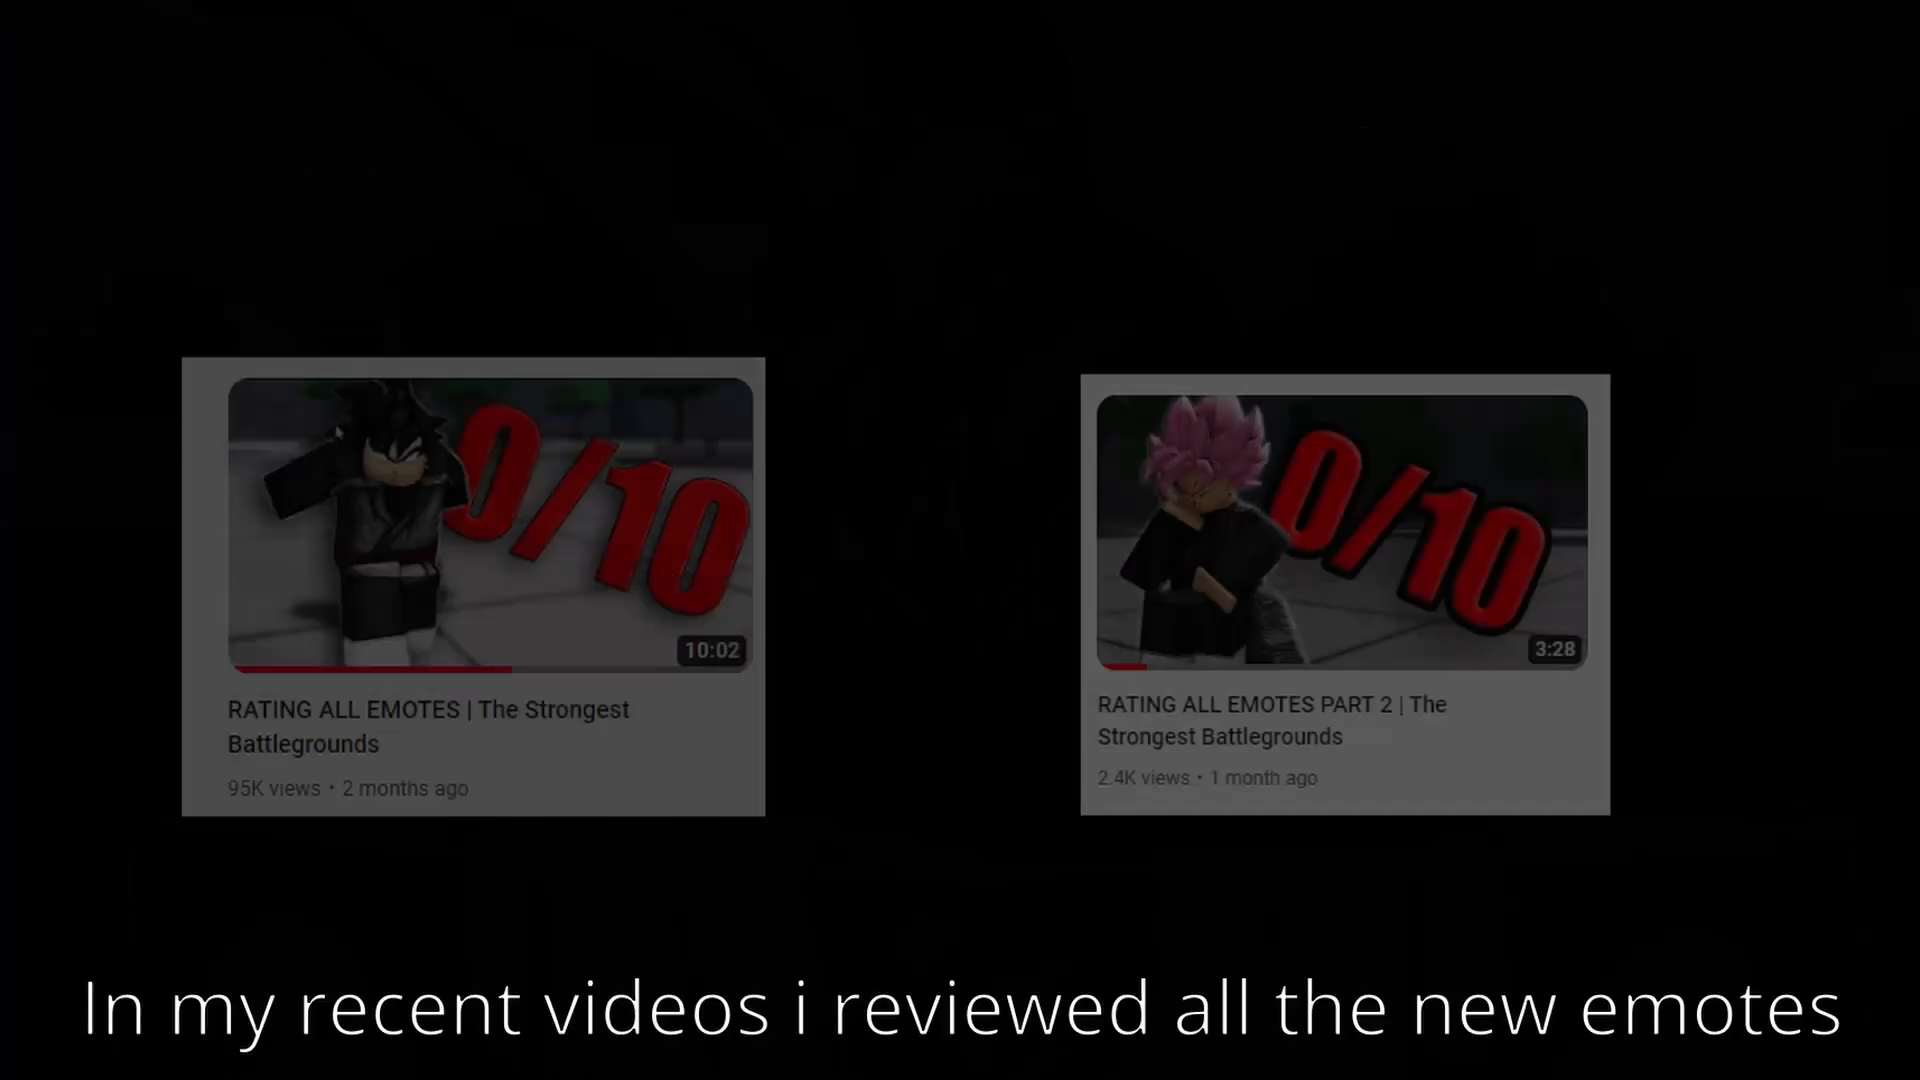 0/10
10:02
RATING ALL EMOTES | The Strongest
Battlegrounds
95K views • 2 months ago
0/10
3:28
RATING ALL EMOTES PART 2 | The
Strongest Battlegrounds
2.4K views • 1 month ago
In my recent videos i reviewed all the new emotes